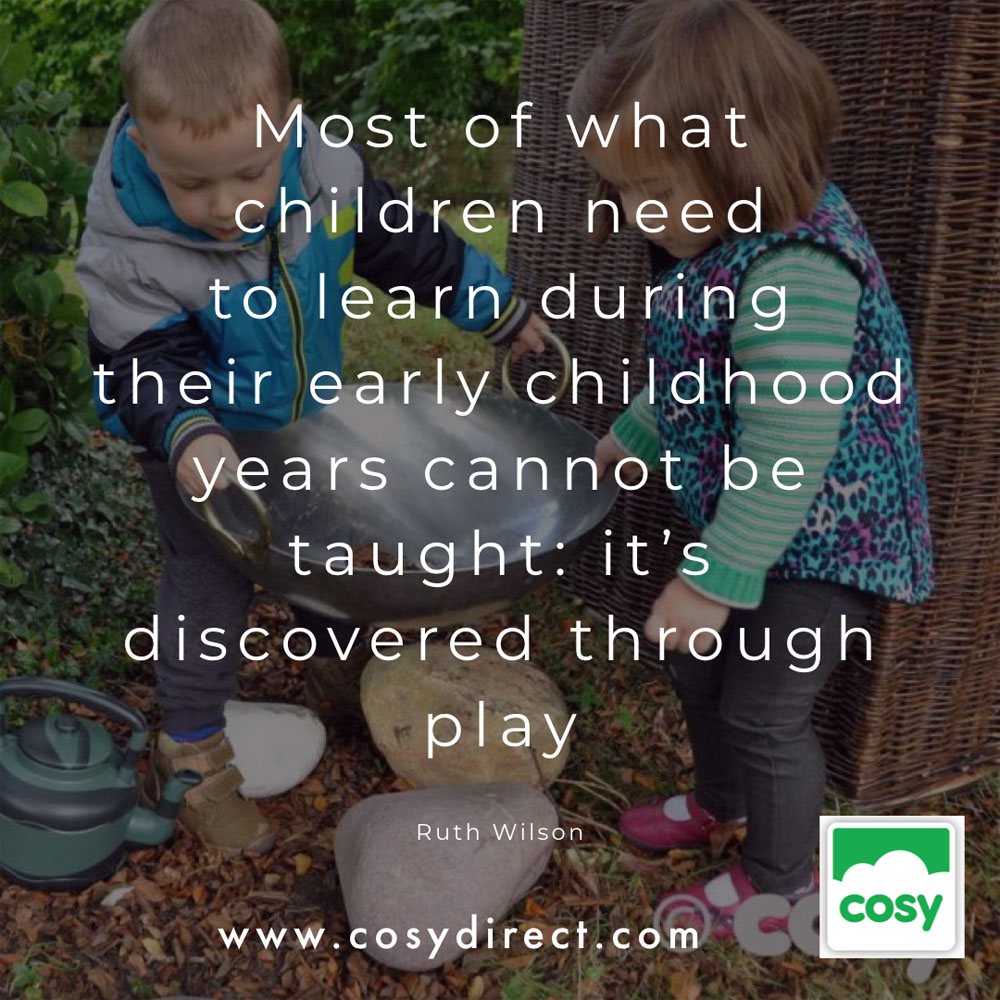 Most of what
children need
to learn during
their early childhood
years cannot be
taught: it’s
discovered through
play
Ruth Wilson
www.cosydirect.com
cosy